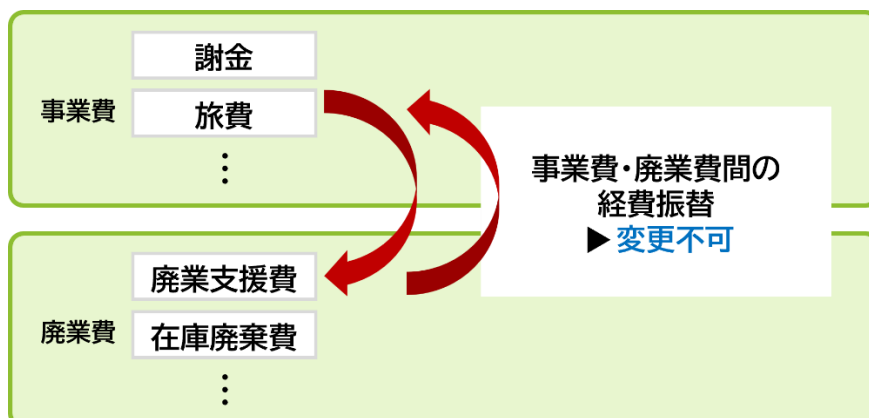 事業費
謝金
旅費
⋮
事業費・廃業費間の
経費振替
▶変更不可
廃業費
廃業支援費
在庫廃棄費
⋮